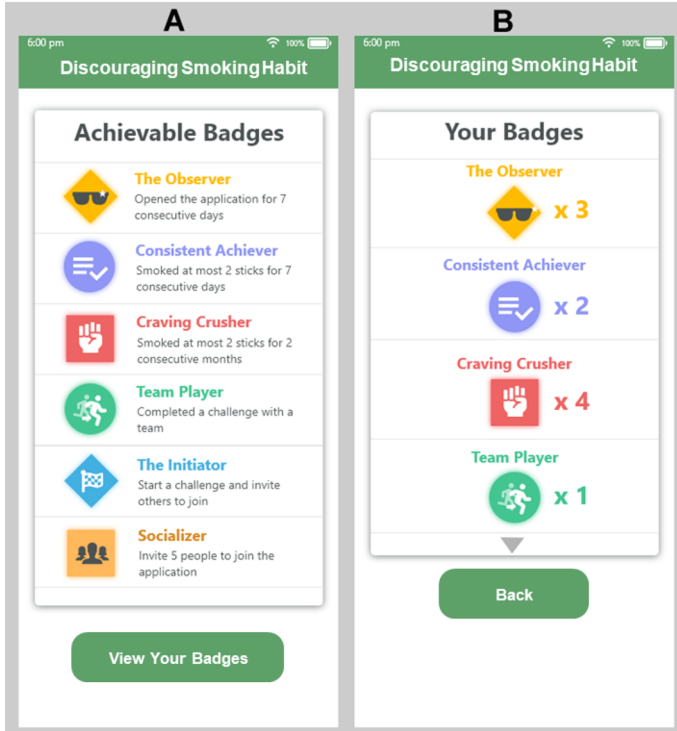 A
6:00 pm 100%
Discouraging Smoking Habit
Achievable Badges
The Observer
Opened the application for 7
consecutive days
Consistent Achiever
Smoked at most 2 sticks for 7
consecutive days
Craving Crusher
Smoked at most 2 sticks for 2
consecutive months
Team Player
Completed a challenge with a
team
The Initiator
Start a challenge and invite
others to join
Socializer
Invite 5 people to join the
application
View Your Badges
B
6:00 pm 100%
Discouraging Smoking Habit
Your Badges
The Observer
x 3
Consistent Achiever
x 2
Craving Crusher
x 4
Team Player
x 1
Back